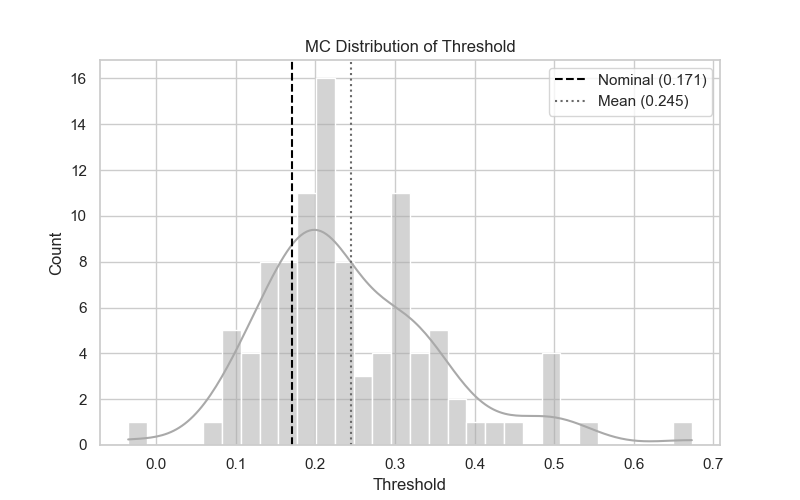 MC Distribution of Threshold
Nominal (0.171)
Mean (0.245)
Count
16
14
12
10
8
6
4
2
0
0.0 0.1 0.2 0.3 0.4 0.5 0.6 0.7
Threshold